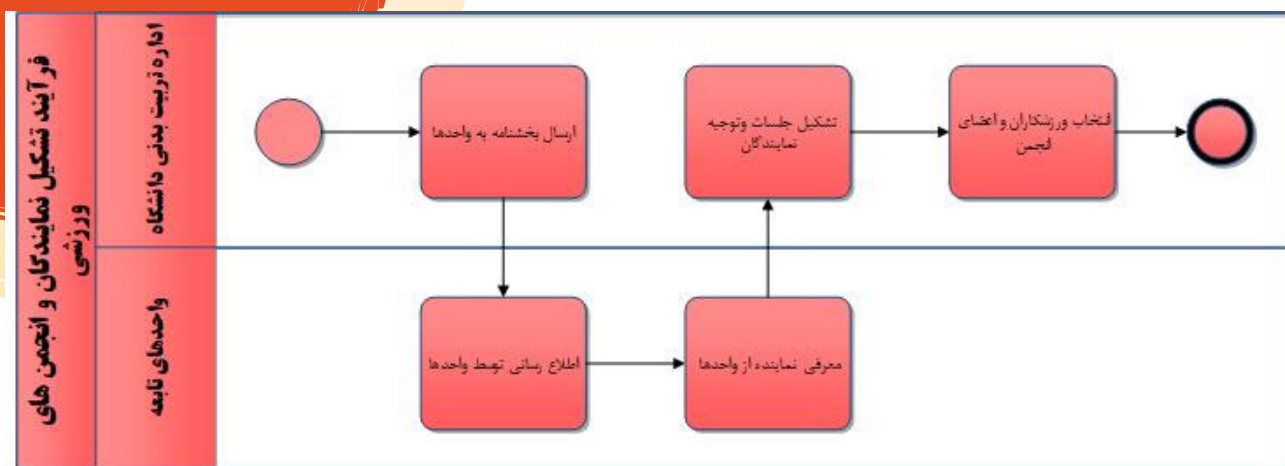 فرآیند تشکیل نمایندگان و انجمن های
ورزشی
اداره تربیت بدنی دانشگاه
واحدهای تابعه
ارسال بخشنامه به واحدها
تشکیل جلسات وتوجیه
نمایندگان
انتخاب ورزشکاران و اعضای
انجمن
اطلاع رسانی توسط واحدها
معرفی نماینده از واحدها